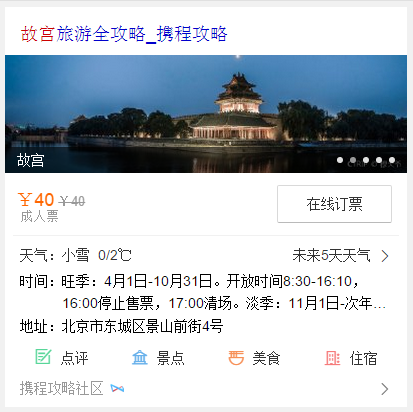 故宫旅游全攻略_携程攻略
故宫
￥40 ￥40
成人票
在线订票
天气：小雪 0/2℃ 未来5天天气
时间：旺季：4月1日-10月31日。开放时间8:30-16:10，
16:00停止售票，17:00清场。淡季：11月1日-次年...
地址：北京市东城区景山前街4号
点评 景点 美食 住宿
携程攻略社区